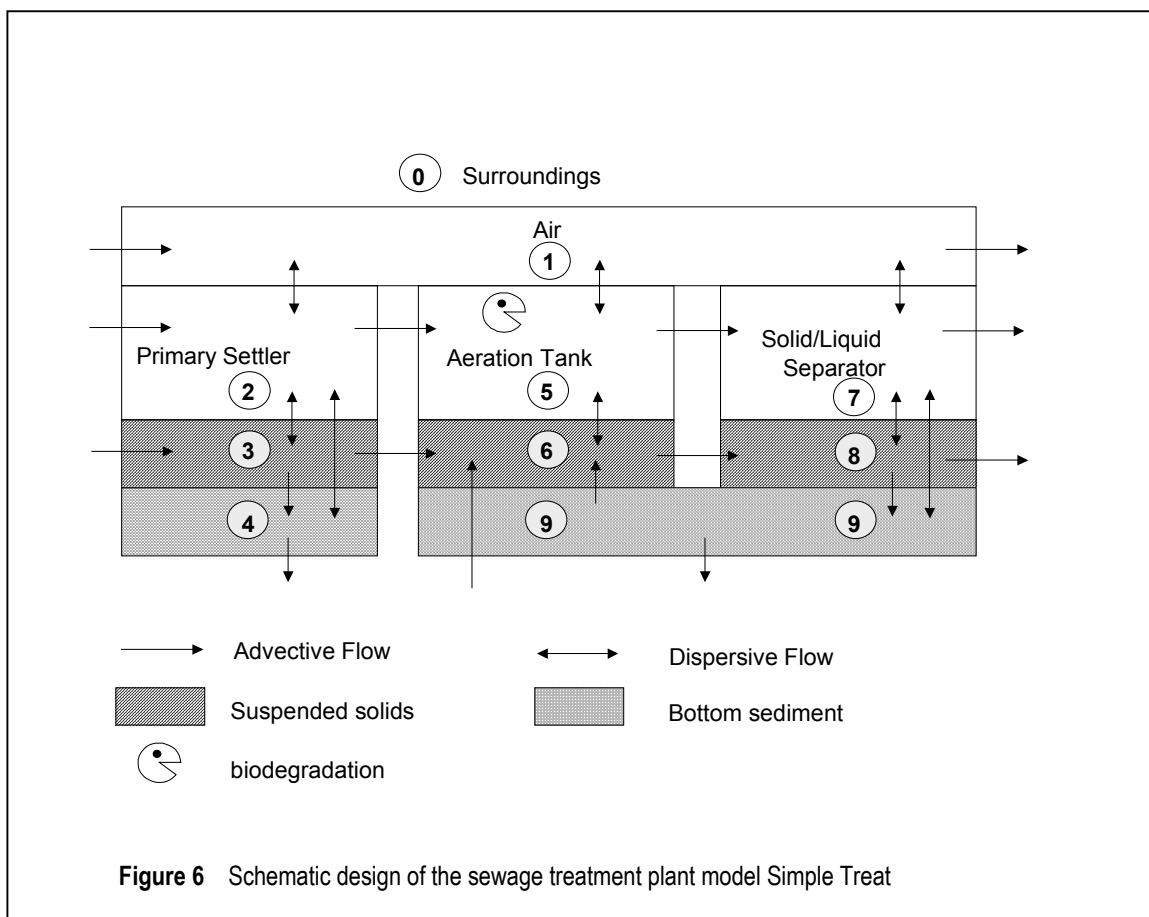 0 Surroundings
Air
1
Primary Settler
2
Aeration Tank
5
Solid/Liquid
Separator
7
3
6
8
4
9
9
Advective Flow
Dispersive Flow
Suspended solids
Bottom sediment
biodegradation
Figure 6 Schematic design of the sewage treatment plant model Simple Treat